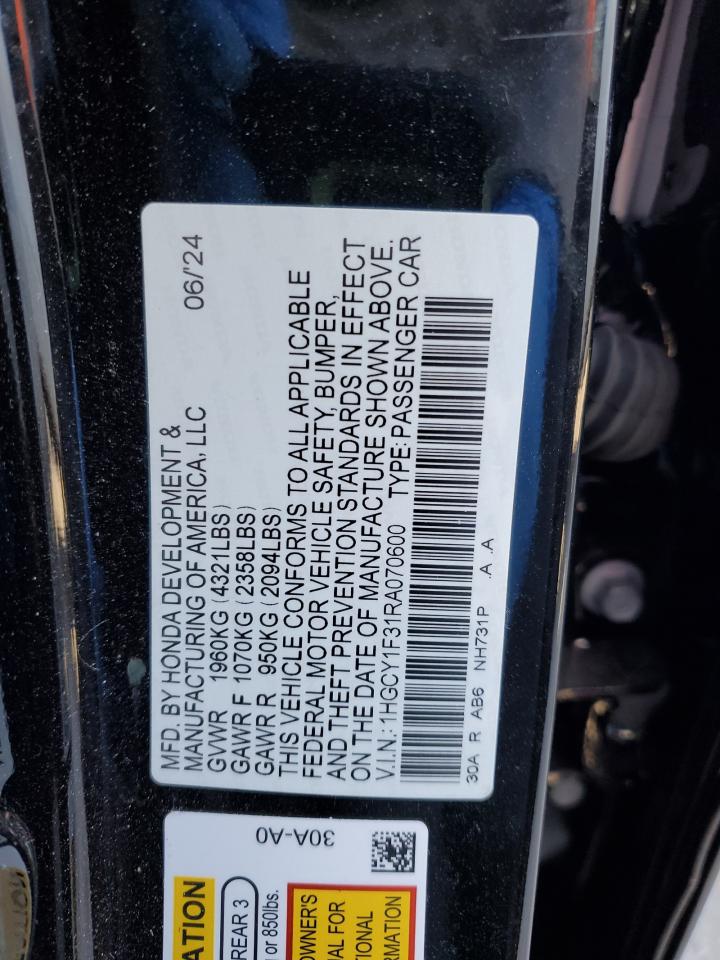 MFD. BY HONDA DEVELOPMENT &
MANUFACTURING OF AMERICA, LLC 06/'24
GVWR 1960KG (4321LBS)
GAWR F 1070KG (2358LBS)
GAWR R 950KG (2094LBS)
THIS VEHICLE CONFORMS TO ALL APPLICABLE
FEDERAL MOTOR VEHICLE SAFETY, BUMPER,
AND THEFT PREVENTION STANDARDS IN EFFECT
ON THE DATE OF MANUFACTURE SHOWN ABOVE.
V.I.N.: 1HGCY1F31RA070600 TYPE: PASSENGER CAR
30A R AB6 NH731P .A .A
30A-A0
ATION
REAR 3
or 850lbs.
OWNER'S
AL FOR
TIONAL
RMATION